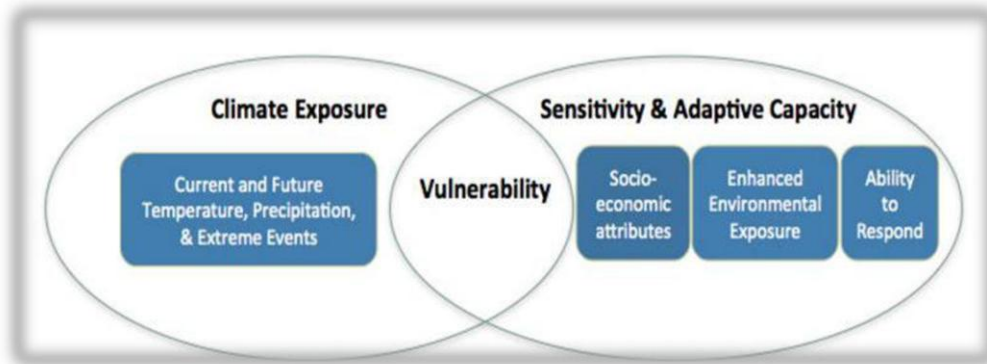 Climate Exposure
Current and Future
Temperature, Precipitation,
& Extreme Events
Vulnerability
Sensitivity & Adaptive Capacity
Socio-
economic
attributes
Enhanced
Environmental
Exposure
Ability
to
Respond